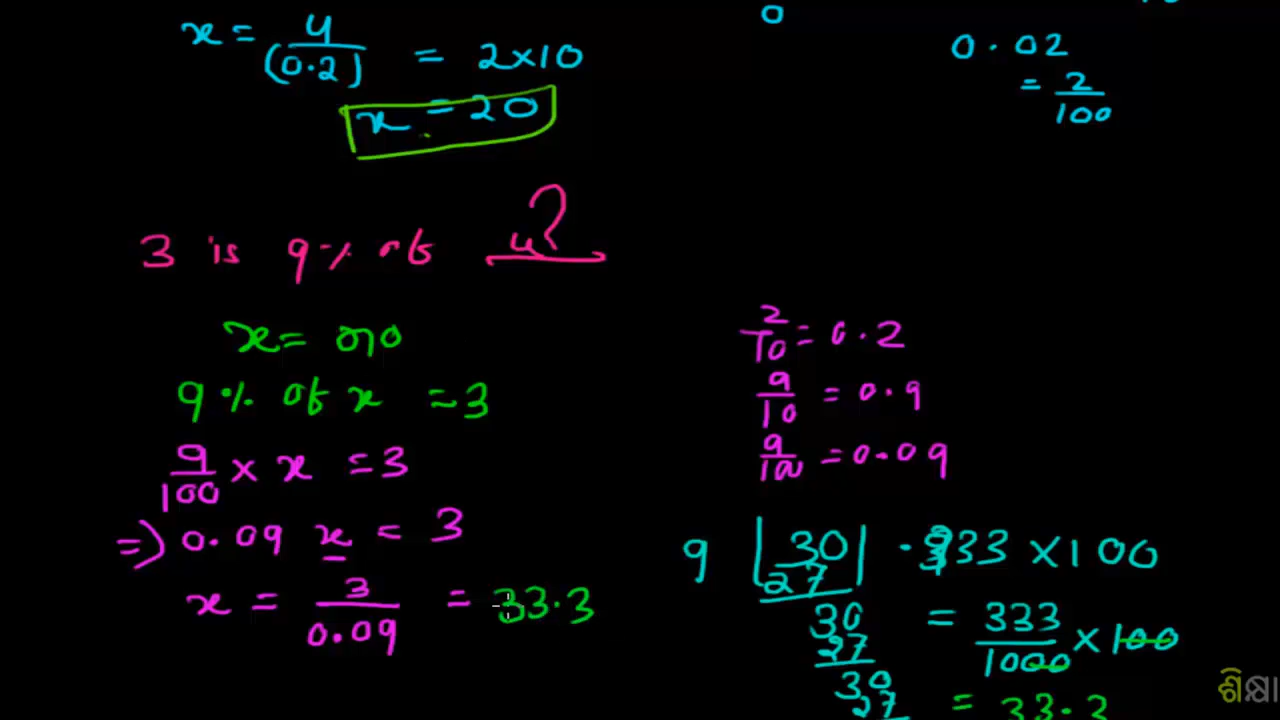 x = 4/(0.2) = 2×10
x = 20
0
0.02
= 2/100
3 is 9% of ?
x =
9% of x = 3
9/100 × x = 3
=> 0.09 x = 3
x = 3/0.09 = 33.3
2/10 = 0.2
9/10 = 0.9
9/100 = 0.09
9 | 30 | .333 × 100
27
30
27
30
27
= 333/1000 × 100
= 33.3
ଶିକ୍ଷା